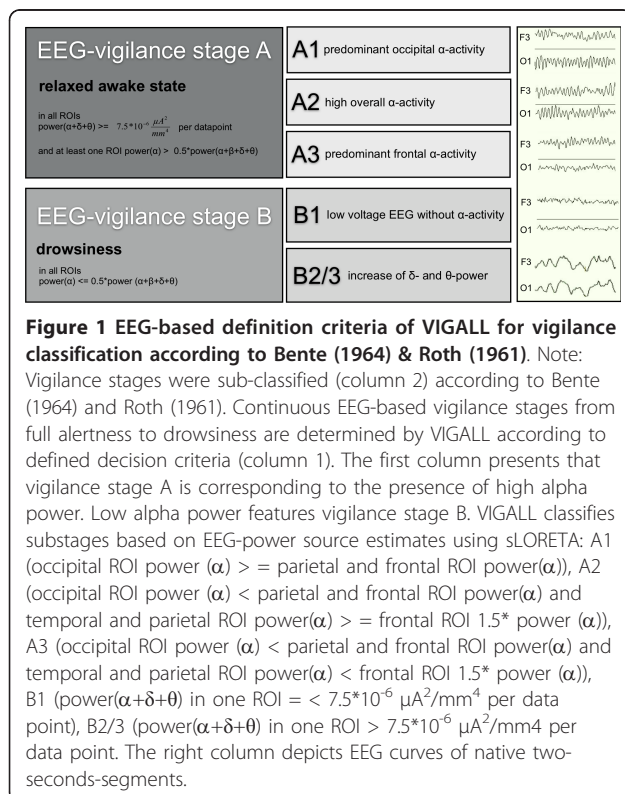 EEG-vigilance stage A
relaxed awake state
in all ROIs
power(α+δ+θ) >= 7.5*10⁻⁶ μA²/mm⁴ per datapoint
and at least one ROI power(α) > 0.5*power(α+β+δ+θ)
A1 predominant occipital α-activity
A2 high overall α-activity
A3 predominant frontal α-activity
F3
O1
F3
O1
F3
O1
EEG-vigilance stage B
drowsiness
in all ROIs
power(α) <= 0.5*power (α+β+δ+θ)
B1 low voltage EEG without α-activity
B2/3 increase of δ- and θ-power
F3
O1
F3
O1
Figure 1 EEG-based definition criteria of VIGALL for vigilance
classification according to Bente (1964) & Roth (1961). Note:
Vigilance stages were sub-classified (column 2) according to Bente
(1964) and Roth (1961). Continuous EEG-based vigilance stages from
full alertness to drowsiness are determined by VIGALL according to
defined decision criteria (column 1). The first column presents that
vigilance stage A is corresponding to the presence of high alpha
power. Low alpha power features vigilance stage B. VIGALL classifies
substages based on EEG-power source estimates using sLORETA: A1
(occipital ROI power (α) > = parietal and frontal ROI power(α)), A2
(occipital ROI power (α) < parietal and frontal ROI power(α) and
temporal and parietal ROI power(α) > = frontal ROI 1.5* power (α)),
A3 (occipital ROI power (α) < parietal and frontal ROI power(α) and
temporal and parietal ROI power(α) < frontal ROI 1.5* power (α)),
B1 (power(α+δ+θ) in one ROI = < 7.5*10⁻⁶ μA²/mm⁴ per data
point), B2/3 (power(α+δ+θ) in one ROI > 7.5*10⁻⁶ μA²/mm4 per
data point. The right column depicts EEG curves of native two-
seconds-segments.